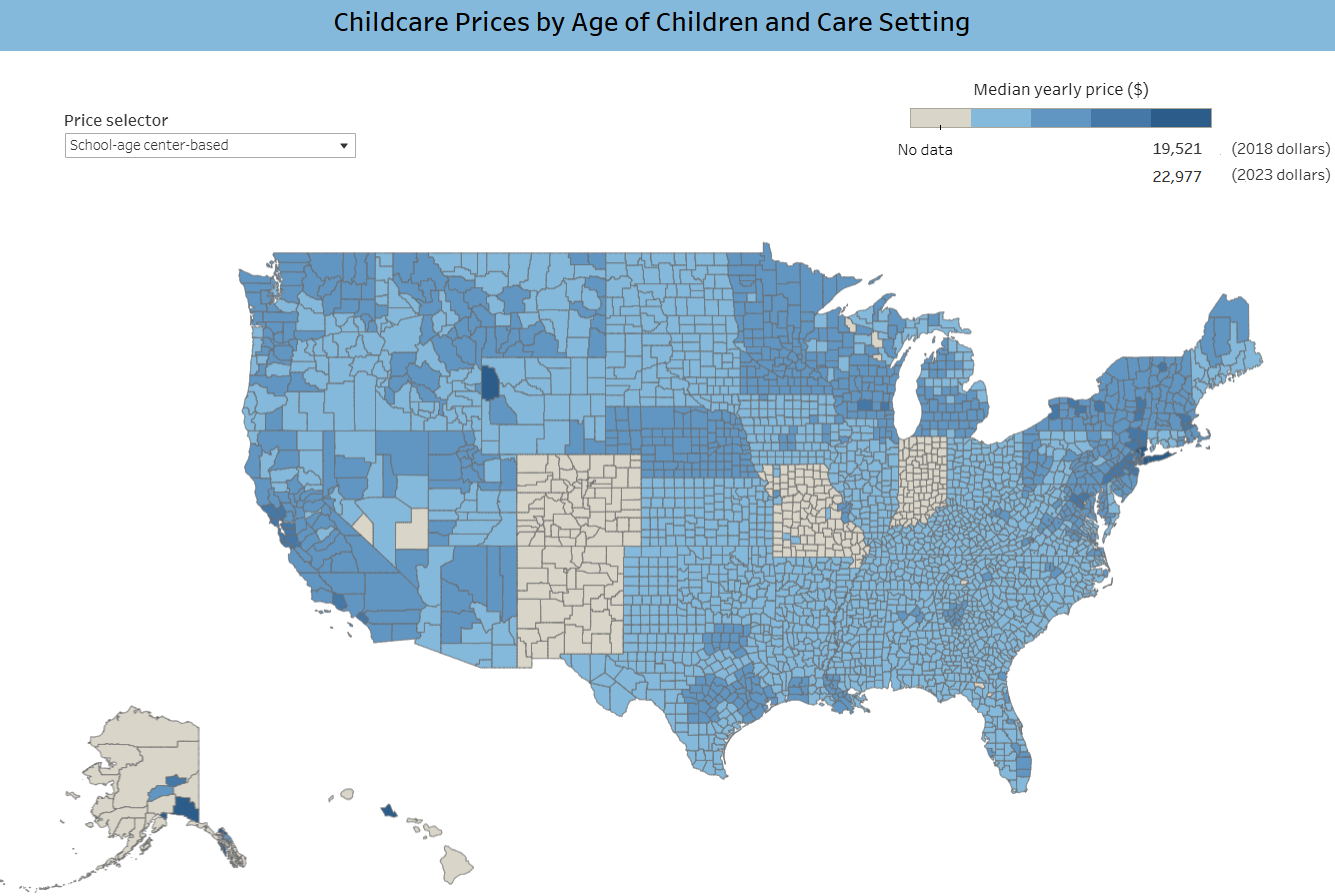 Childcare Prices by Age of Children and Care Setting
Median yearly price ($)
Price selector
School-age center-based
No data
19,521 (2018 dollars)
22,977 (2023 dollars)